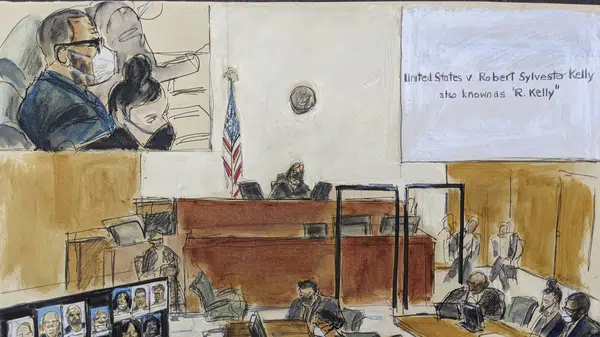 United States v. Robert Sylvester Kelly
also known as "R. Kelly"